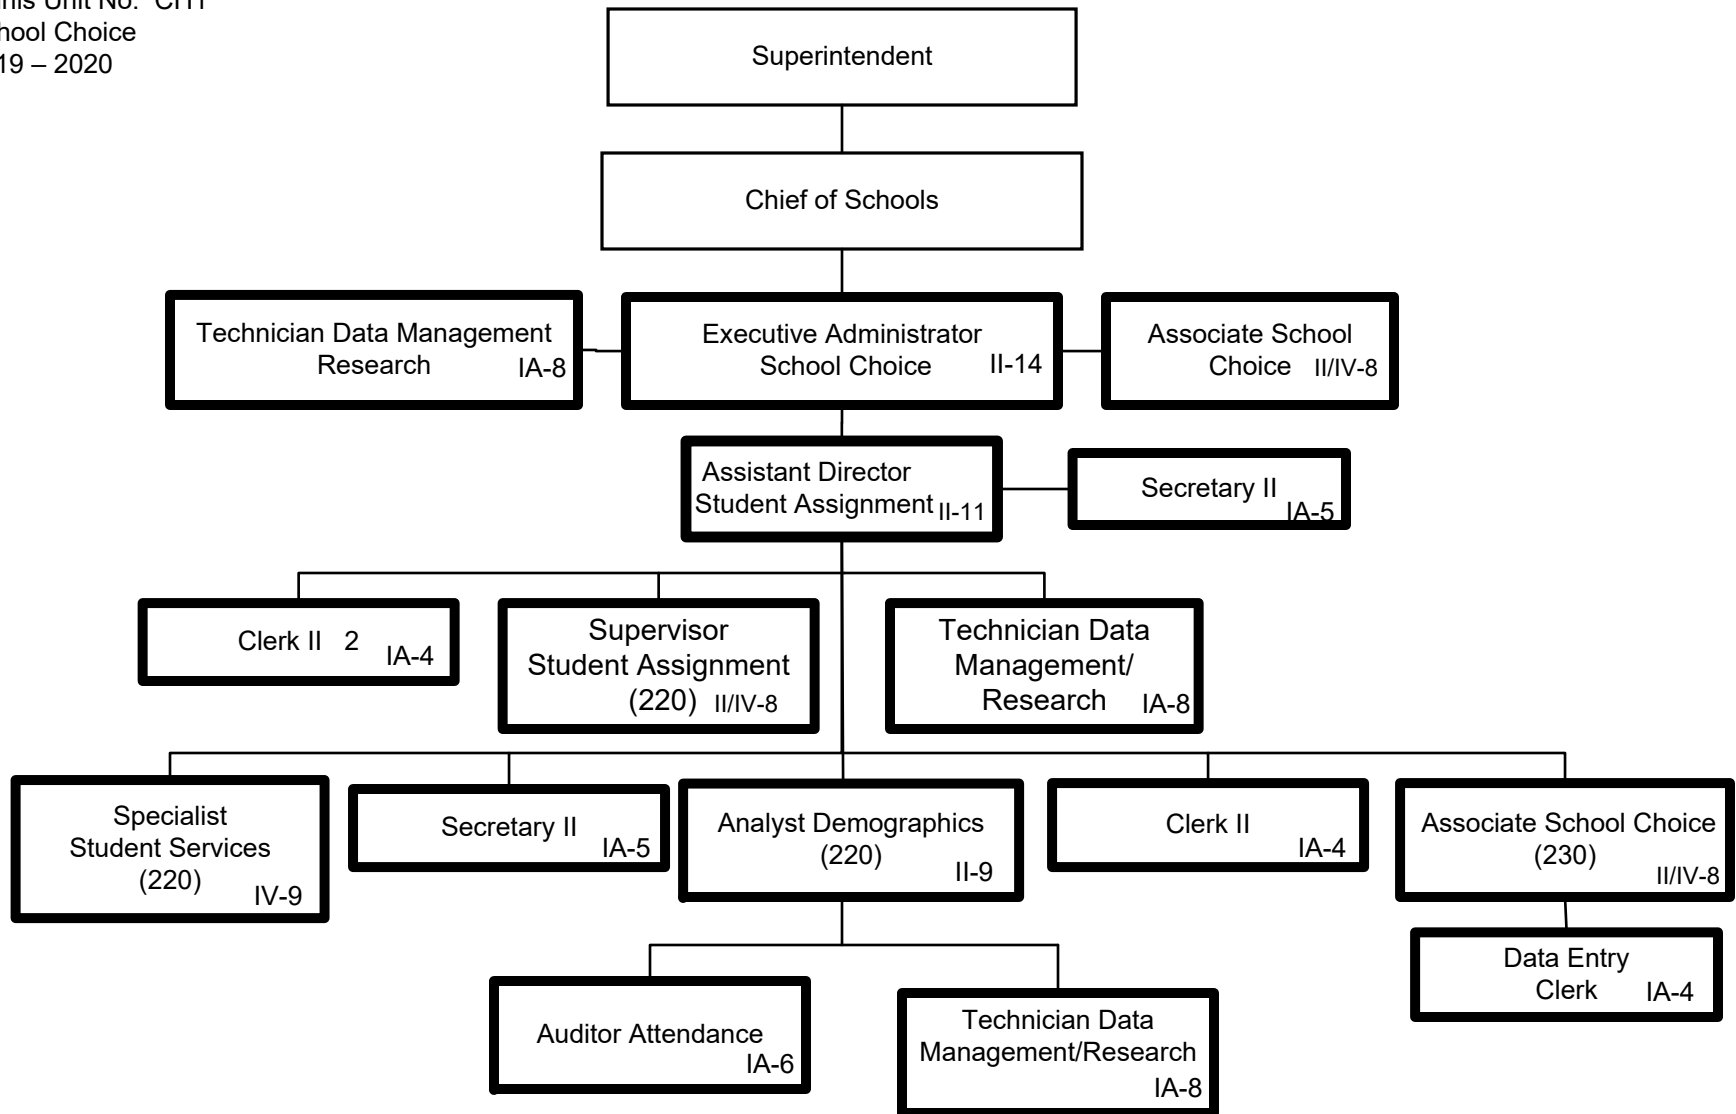 Unit No: CH1
School Choice
19 – 2020
Superintendent
Chief of Schools
Technician Data Management
Research IA-8
Executive Administrator
School Choice II-14
Associate School
Choice II/IV-8
Assistant Director
Student Assignment II-11
Secretary II
IA-5
Clerk II 2 IA-4
Supervisor
Student Assignment
(220) II/IV-8
Technician Data
Management/
Research IA-8
Specialist
Student Services
(220)
IV-9
Secretary II
IA-5
Analyst Demographics
(220)
II-9
Clerk II
IA-4
Associate School Choice
(230)
II/IV-8
Data Entry
Clerk IA-4
Auditor Attendance
IA-6
Technician Data
Management/Research
IA-8